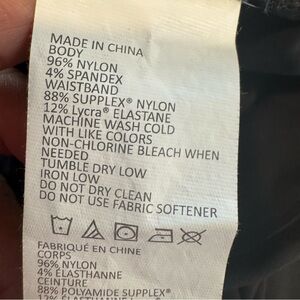 MADE IN CHINA
BODY
96% NYLON
4% SPANDEX
WAISTBAND
88% SUPPLEX® NYLON
12% Lycra® ELASTANE
MACHINE WASH COLD
WITH LIKE COLORS
NON-CHLORINE BLEACH WHEN
NEEDED
TUMBLE DRY LOW
IRON LOW
DO NOT DRY CLEAN
DO NOT USE FABRIC SOFTENER
FABRIQUÉ EN CHINE
CORPS
96% NYLON
4% ÉLASTHANNE
CEINTURE
88% POLYAMIDE SUPPLEX®
12%